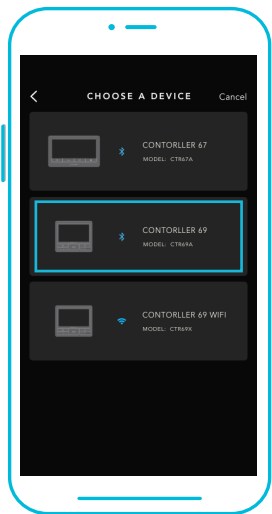 CHOOSE A DEVICE Cancel
CONTORLLER 67
MODEL: CTR67A
CONTORLLER 69
MODEL: CTR69A
CONTORLLER 69 WIFI
MODEL: CTR69X